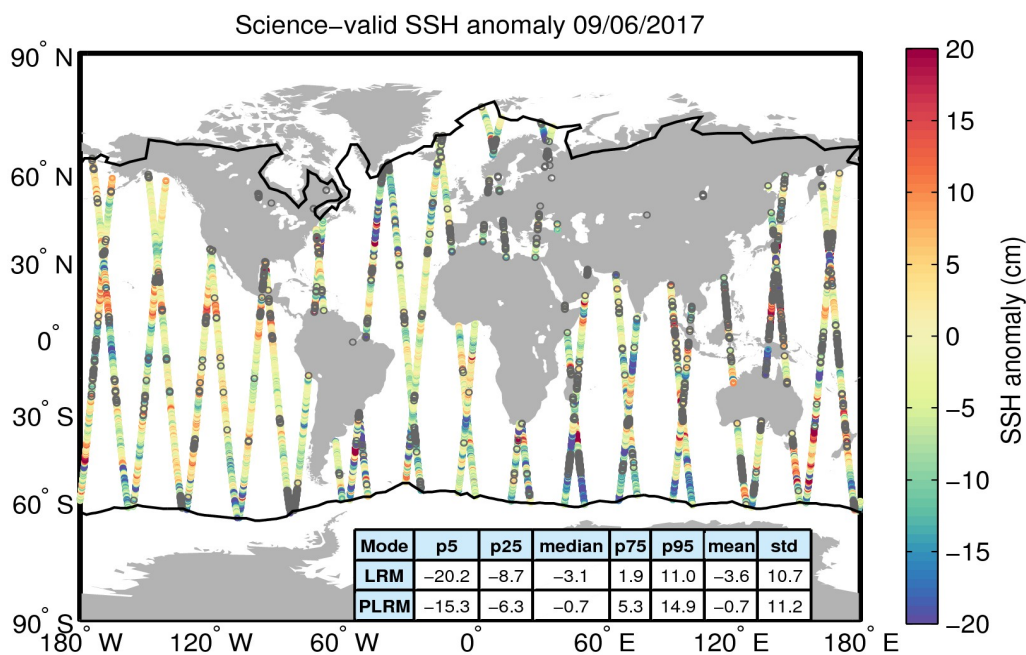 Science−valid SSH anomaly 09/06/2017
90° N
60° N
30° N
0°
30° S
60° S
90° S
180° W
120° W
60° W
0°
60° E
120° E
180° E
Mode p5 p25 median p75 p95 mean std
LRM −20.2 −8.7 −3.1 1.9 11.0 −3.6 10.7
PLRM −15.3 −6.3 −0.7 5.3 14.9 −0.7 11.2
20
15
10
5
0
−5
−10
−15
−20
SSH anomaly (cm)